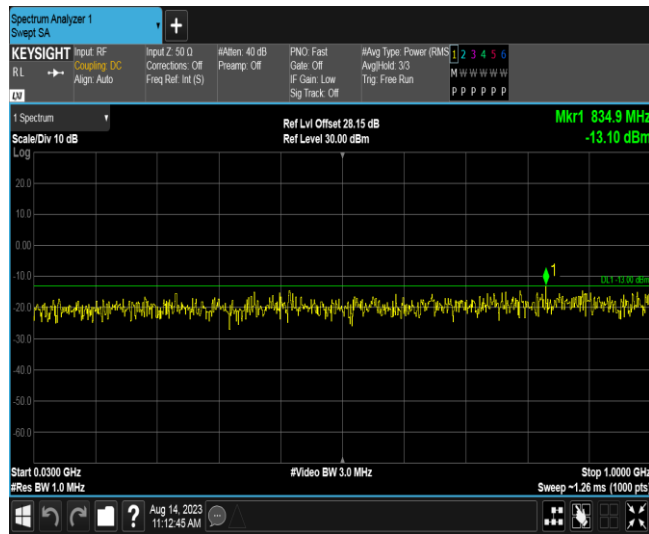 Spectrum Analyzer 1
Swept SA
KEYSIGHT
RL
LXI
Input: RF
Coupling: DC
Align: Auto
Input Z: 50 Ω
Corrections: Off
Freq Ref: Int (S)
#Atten: 40 dB
Preamp: Off
PNO: Fast
Gate: Off
IF Gain: Low
Sig Track: Off
#Avg Type: Power (RMS
Avg|Hold: 3/3
Trig: Free Run
1 2 3 4 5 6
M W W W W W
P P P P P P
1 Spectrum
Scale/Div 10 dB
Log
Ref Lvl Offset 28.15 dB
Ref Level 30.00 dBm
Mkr1 834.9 MHz
-13.10 dBm
20.0
10.0
0.00
-10.0
1
DL1 -13.00 dBm
-20.0
-30.0
-40.0
-50.0
-60.0
Start 0.0300 GHz
#Video BW 3.0 MHz
Stop 1.0000 GHz
#Res BW 1.0 MHz
Sweep ~1.26 ms (1000 pts)
?
Aug 14, 2023
11:12:45 AM